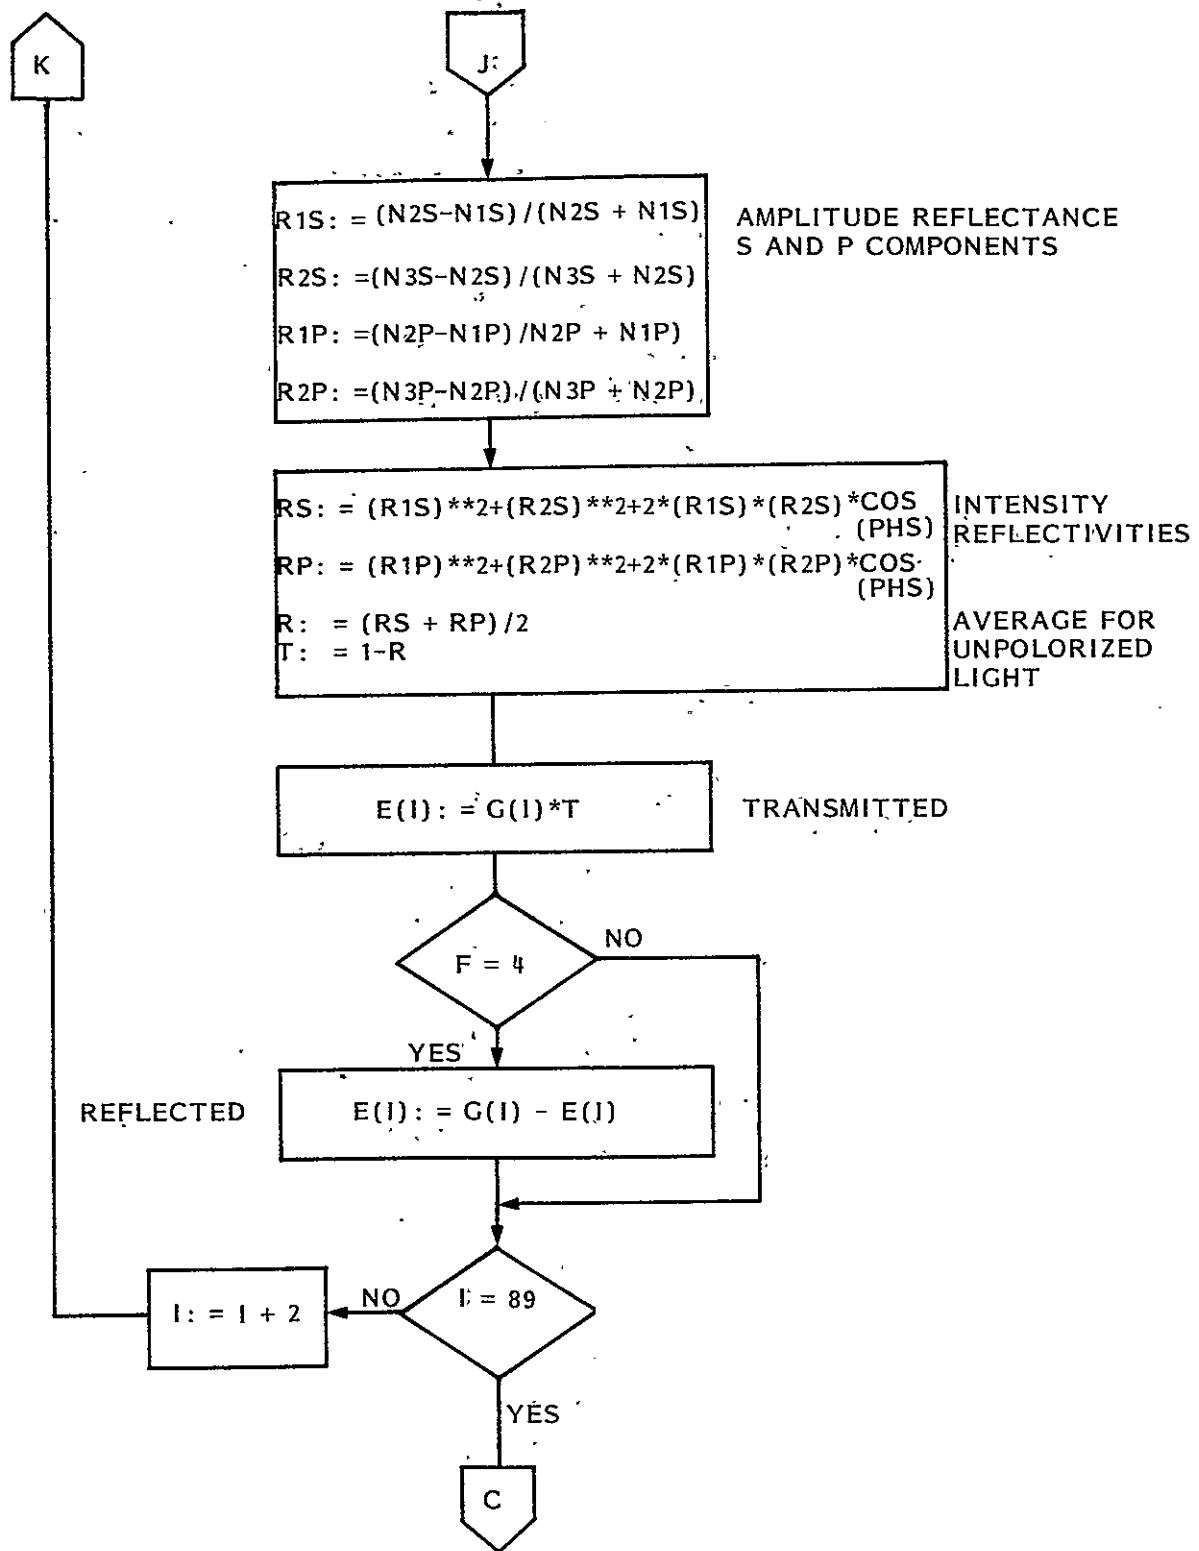 K
J
R1S: = (N2S-N1S)/(N2S + N1S)
R2S: =(N3S-N2S)/(N3S + N2S)
R1P: =(N2P-N1P)/N2P + N1P)
R2P: =(N3P-N2P)/(N3P + N2P)
AMPLITUDE REFLECTANCE
S AND P COMPONENTS
RS: = (R1S)**2+(R2S)**2+2*(R1S)*(R2S)*COS
(PHS)
RP: = (R1P)**2+(R2P)**2+2*(R1P)*(R2P)*COS
(PHS)
R: = (RS + RP)/2
T: = 1-R
INTENSITY
REFLECTIVITIES
AVERAGE FOR
UNPOLORIZED
LIGHT
E(I): = G(I)*T
TRANSMITTED
F = 4
NO
YES
REFLECTED
E(I): = G(I) - E(I)
I = 89
NO
I: = I + 2
YES
C